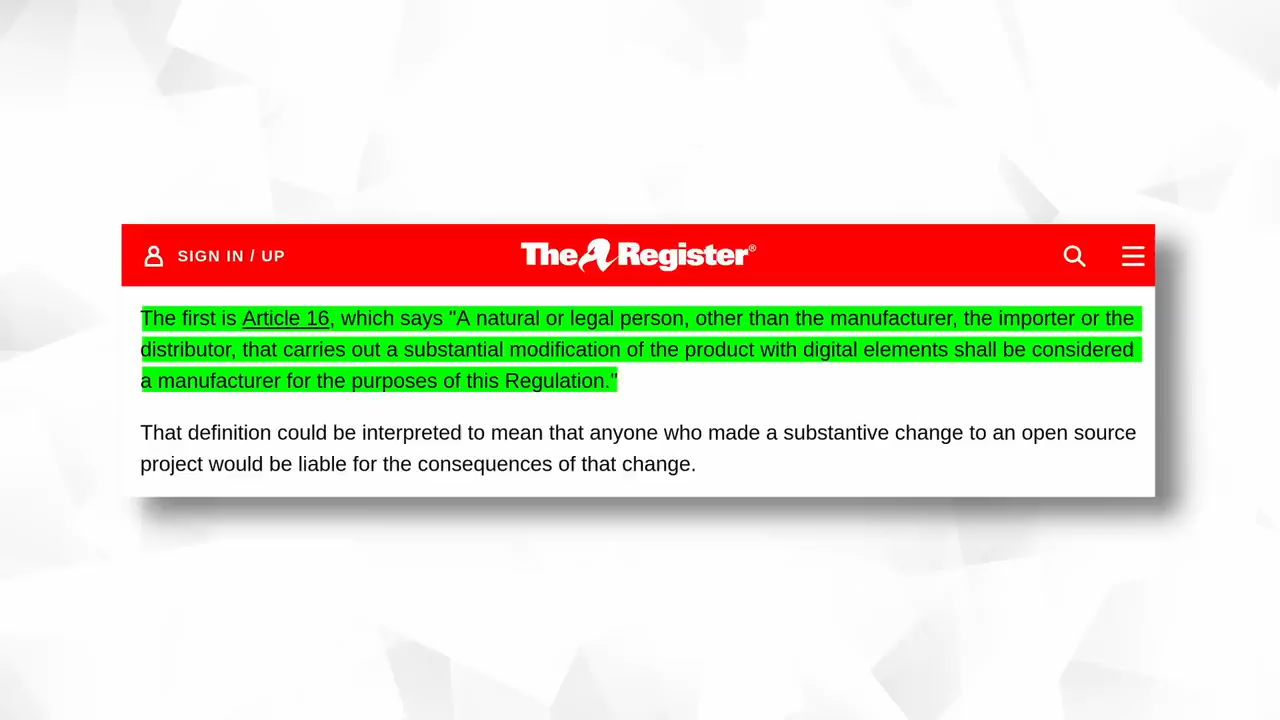 SIGN IN / UP
The Register®
The first is Article 16, which says "A natural or legal person, other than the manufacturer, the importer or the
distributor, that carries out a substantial modification of the product with digital elements shall be considered
a manufacturer for the purposes of this Regulation."
That definition could be interpreted to mean that anyone who made a substantive change to an open source
project would be liable for the consequences of that change.